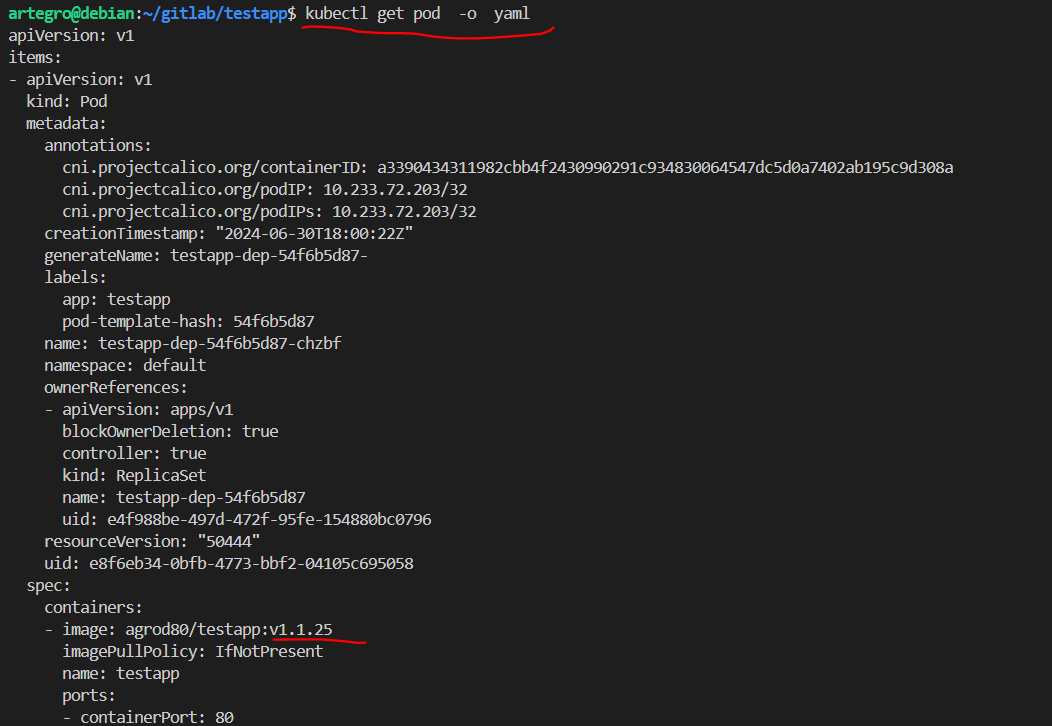 artegro@debian:~/gitlab/testapp$ kubectl get pod  -o  yaml
apiVersion: v1
items:
- apiVersion: v1
  kind: Pod
  metadata:
    annotations:
      cni.projectcalico.org/containerID: a3390434311982cbb4f2430990291c934830064547dc5d0a7402ab195c9d308a
      cni.projectcalico.org/podIP: 10.233.72.203/32
      cni.projectcalico.org/podIPs: 10.233.72.203/32
    creationTimestamp: "2024-06-30T18:00:22Z"
    generateName: testapp-dep-54f6b5d87-
    labels:
      app: testapp
      pod-template-hash: 54f6b5d87
    name: testapp-dep-54f6b5d87-chzbf
    namespace: default
    ownerReferences:
    - apiVersion: apps/v1
      blockOwnerDeletion: true
      controller: true
      kind: ReplicaSet
      name: testapp-dep-54f6b5d87
      uid: e4f988be-497d-472f-95fe-154880bc0796
    resourceVersion: "50444"
    uid: e8f6eb34-0bfb-4773-bbf2-04105c695058
  spec:
    containers:
    - image: agrod80/testapp:v1.1.25
      imagePullPolicy: IfNotPresent
      name: testapp
      ports:
      - containerPort: 80